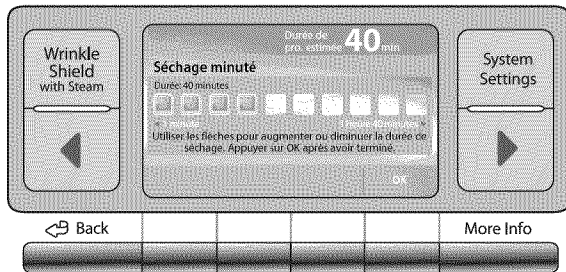 Wrinkle
Shield
with Steam
Durée de
pro. estimée 40 min
Séchage minuté
Durée: 40 minutes
Utiliser les flèches pour augmenter ou diminuer la durée de
séchage. Appuyer sur OK après avoir terminé.
OK
System
Settings
Back
More Info